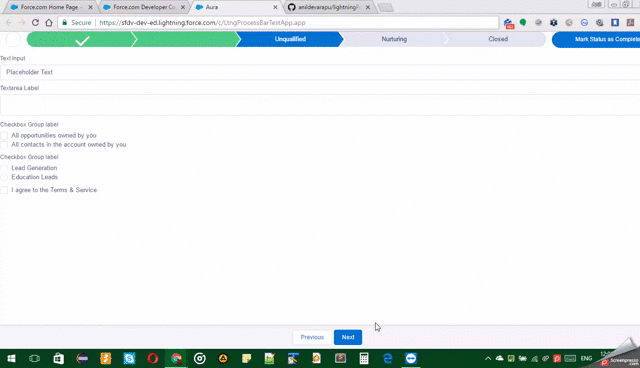 Force.com Home Page -
Force.com Developer Co
Aura
anildevarapu/lightningP
Secure
https://sfdv-dev-ed.lightning.force.com/c/LtngProcessBarTestApp.app
Unqualified
Nurturing
Closed
Mark Status as Complete
Text Input
Placeholder Text
Textarea Label
Checkbox Group label
All opportunities owned by you
All contacts in the account owned by you
Checkbox Group label
Lead Generation
Education Leads
I agree to the Terms & Service
Previous
Next
ENG
Screenpresso